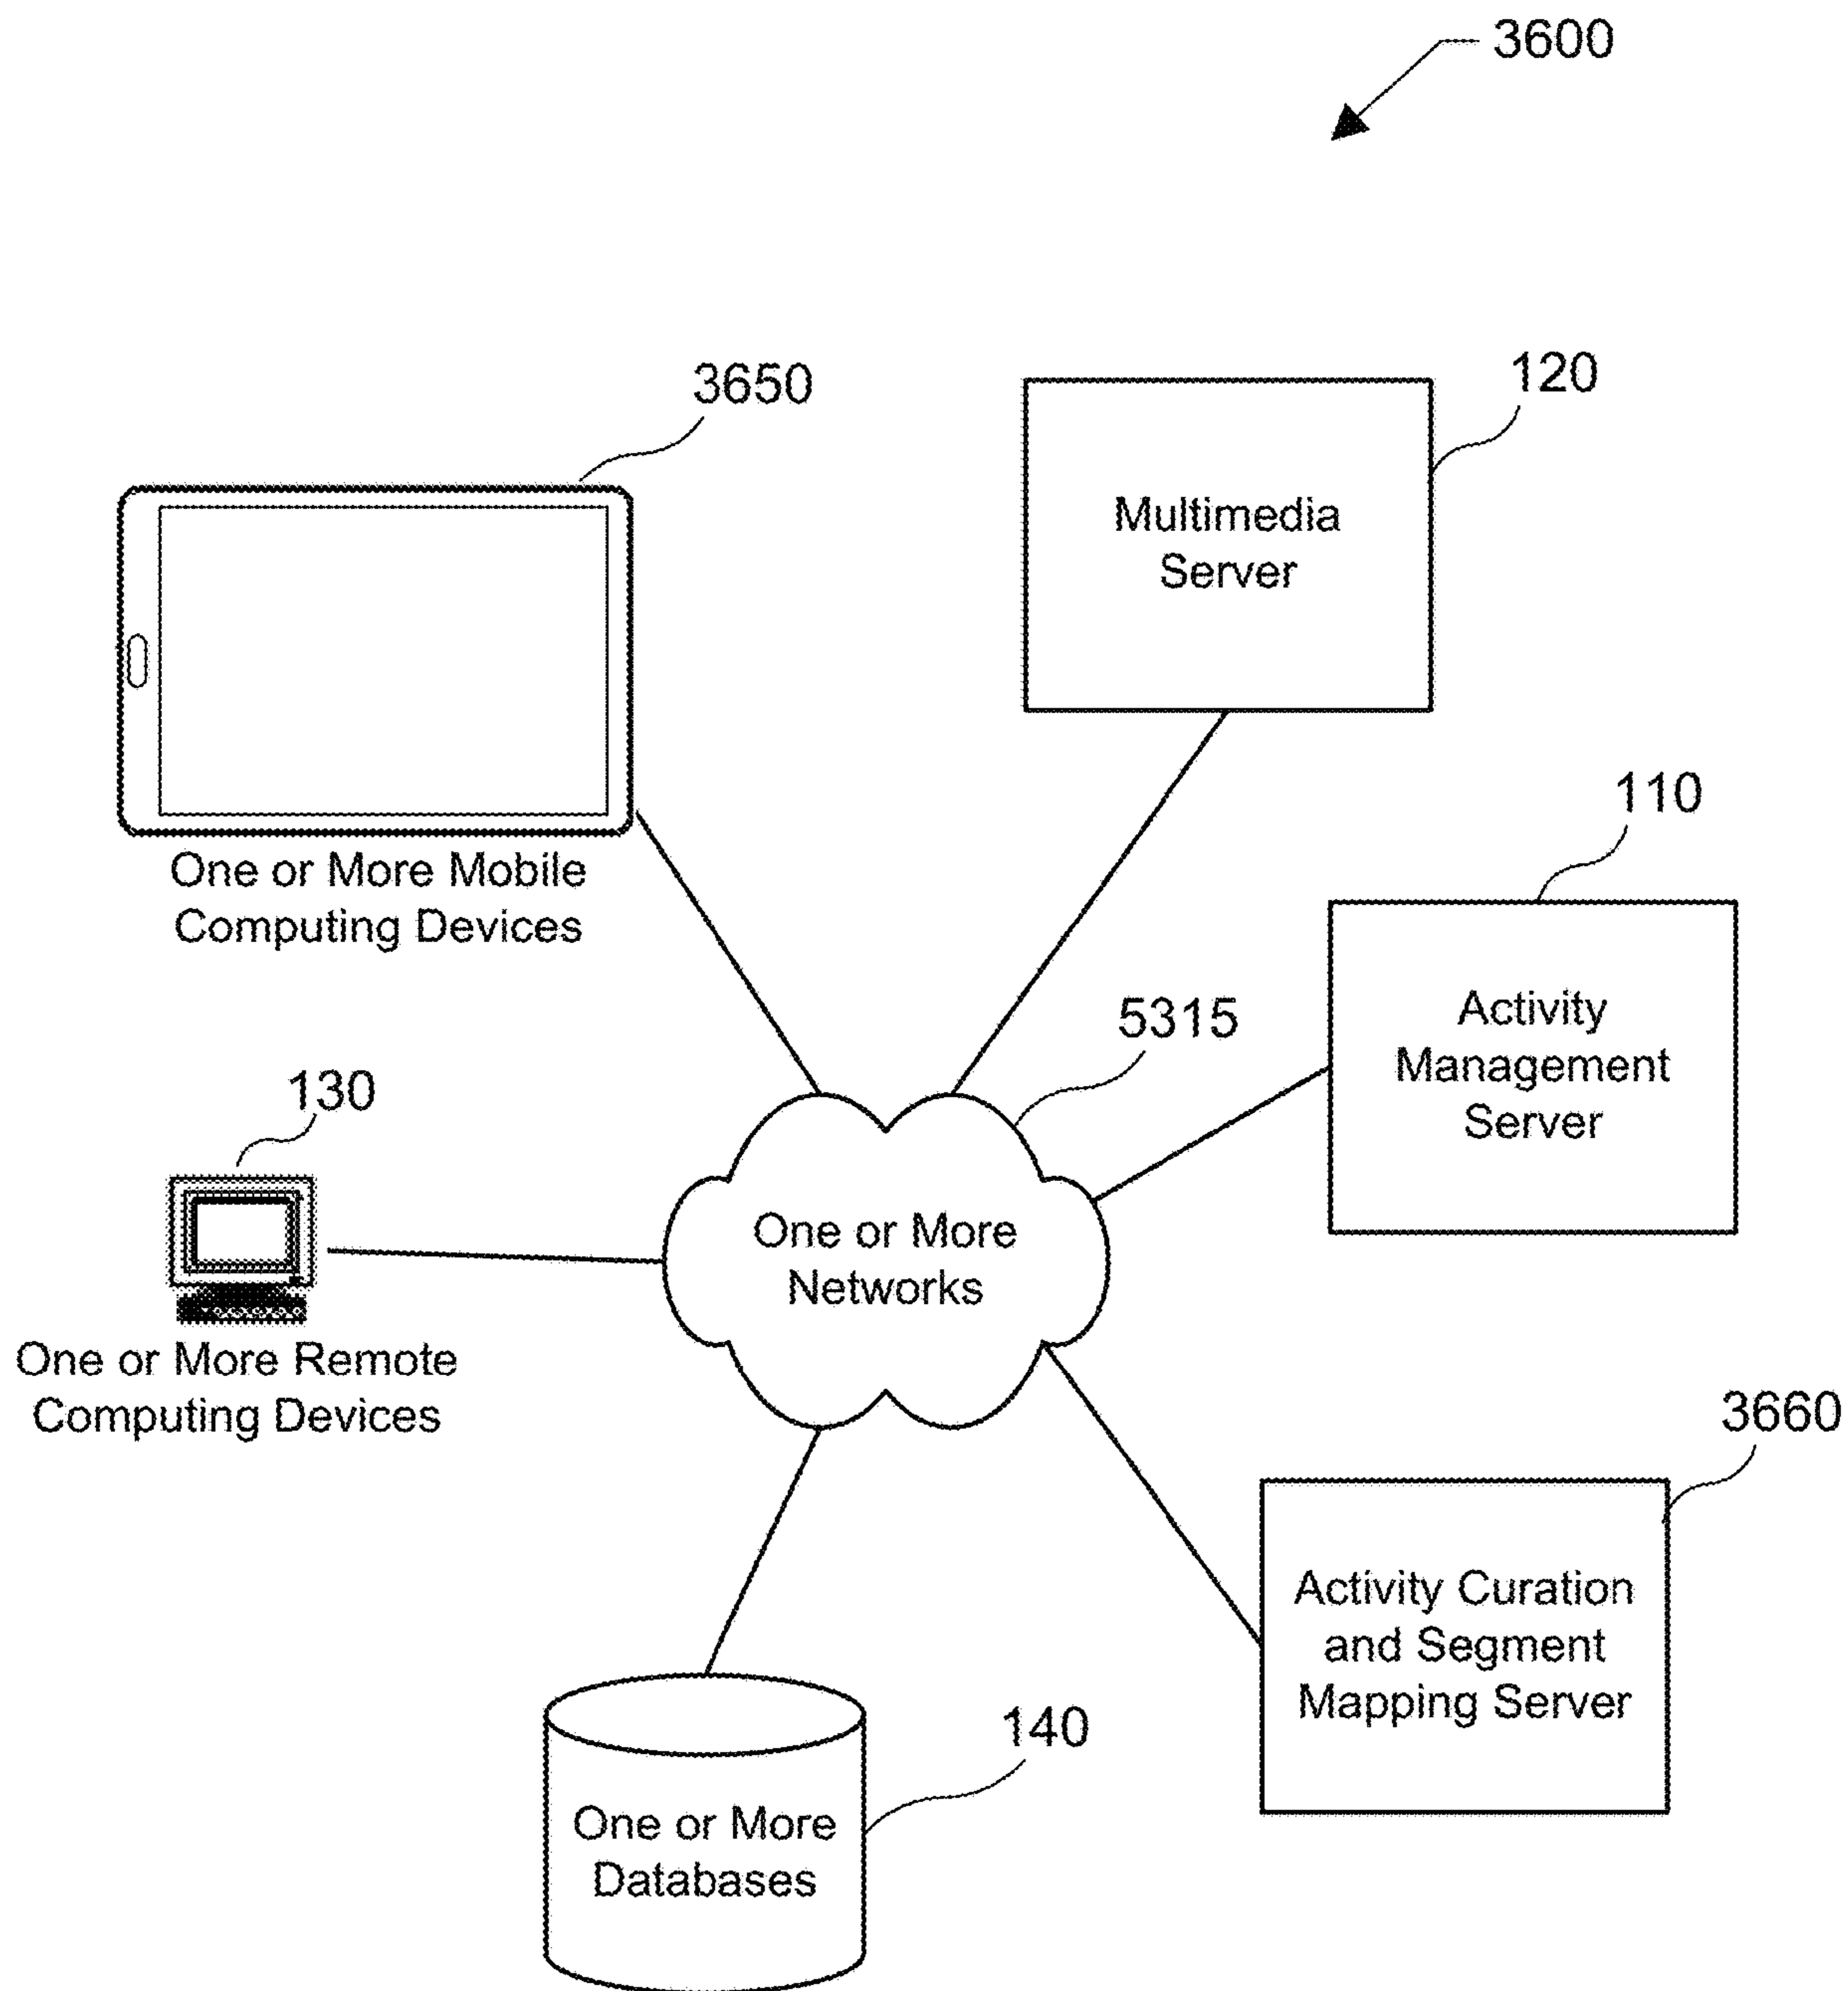 3600
3650
120
Multimedia
Server
One or More Mobile
Computing Devices
110
Activity
Management
Server
5315
130
One or More
Networks
One or More Remote
Computing Devices
3660
Activity Curation
and Segment
Mapping Server
140
One or More
Databases